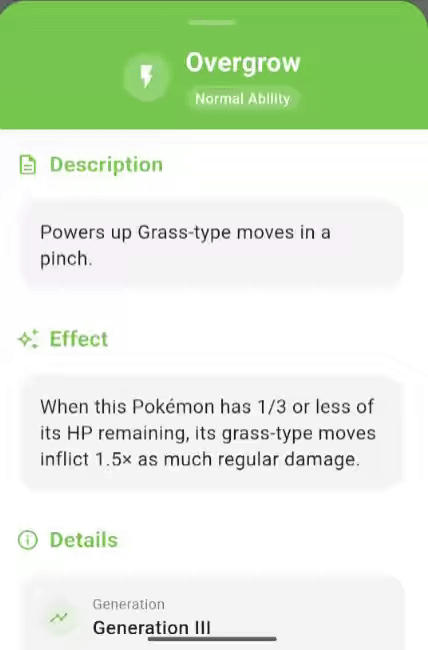 Overgrow
Normal Ability
Description
Powers up Grass-type moves in a
pinch.
Effect
When this Pokémon has 1/3 or less of
its HP remaining, its grass-type moves
inflict 1.5× as much regular damage.
Details
Generation
Generation III